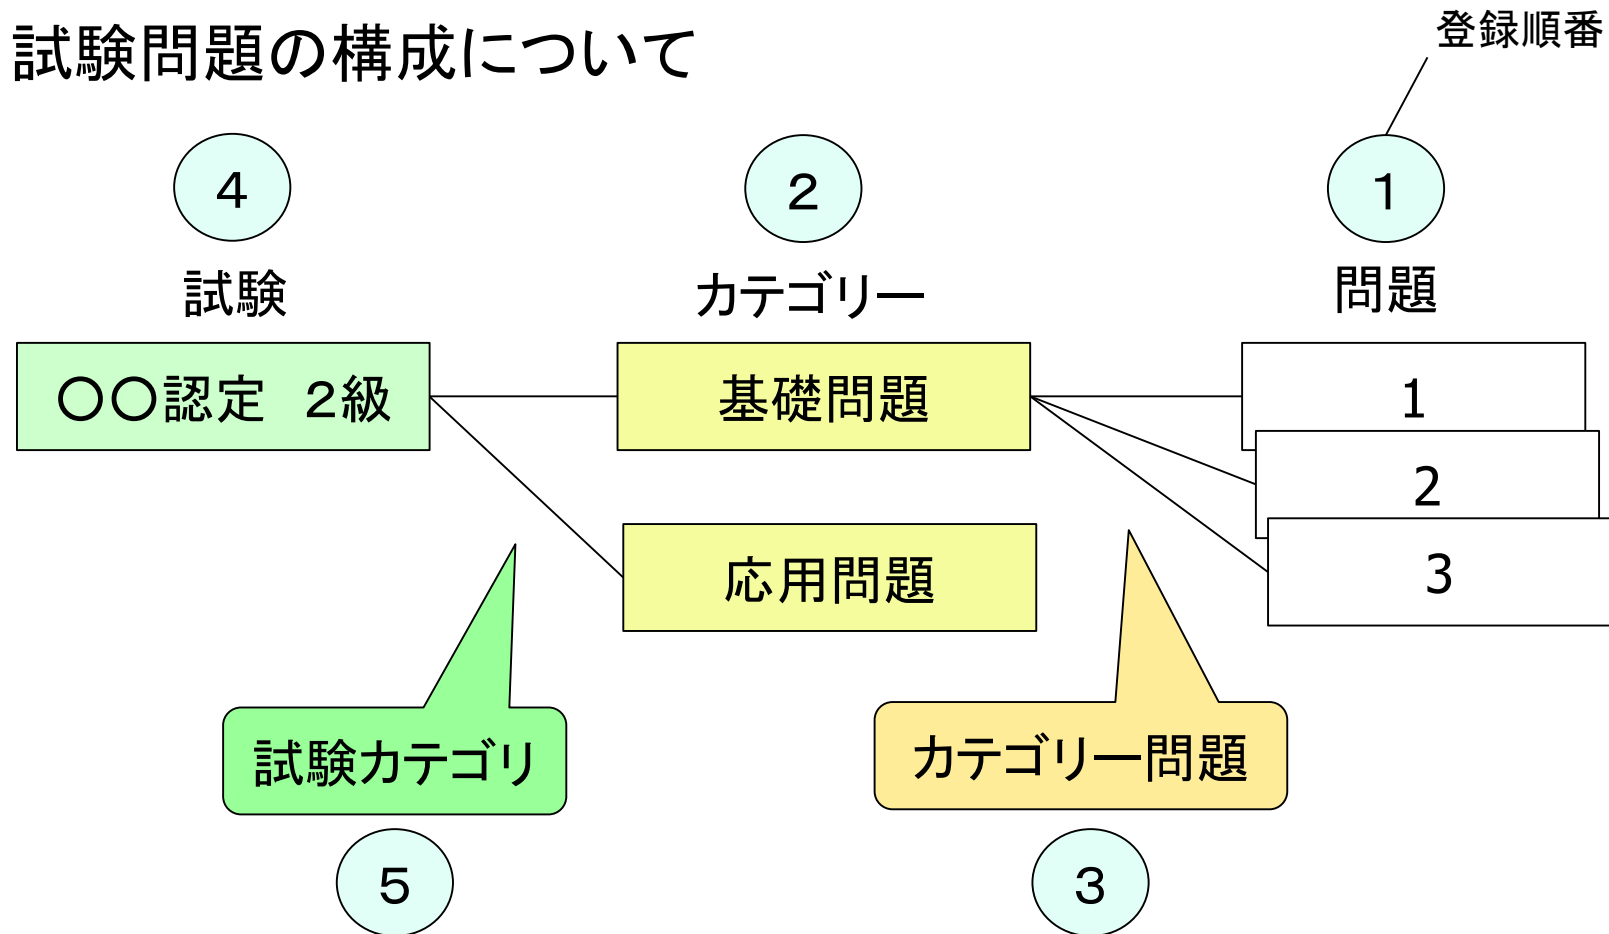 試験問題の構成について
登録順番
４
２
１
試験
カテゴリー
問題
〇〇認定　２級
基礎問題
1
2
3
応用問題
試験カテゴリ
カテゴリー問題
５
３